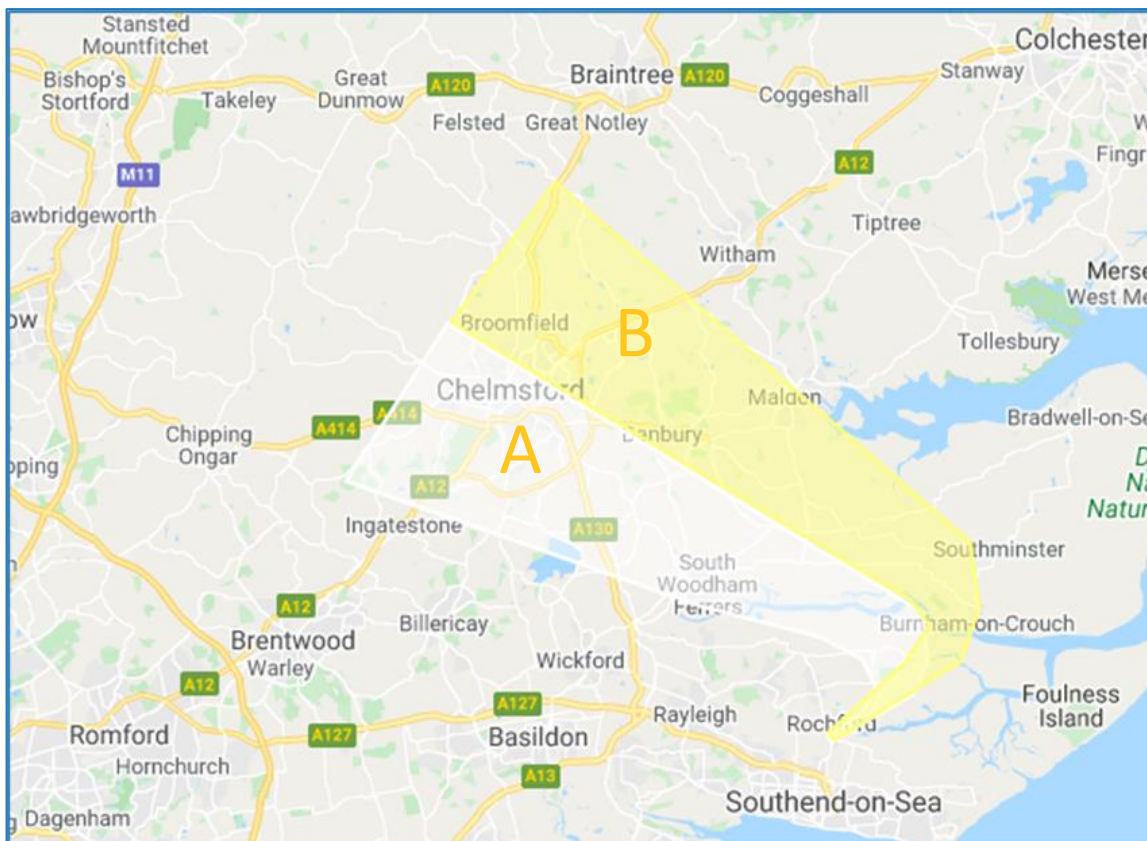 Stansted
Mountfitchet
Colchester
Bishop's
Stortford
Takeley
Great
Dunmow
A120
Braintree
A120
Stanway
Coggeshall
Felsted
Great Notley
W
Fingr
A12
M11
awbridgeworth
Tiptree
Witham
Merse
West Me
ow
Broomfield
B
Tollesbury
Chelmsford
Maldon
Bradwell-on-Se
A414
A414
Chipping
Ongar
Danbury
pping
A
D
Na
Natur
A12
Ingatestone
A130
Southminster
South
Woodham
Ferrers
A12
Billericay
Burnham-on-Crouch
Brentwood
Warley
Wickford
A12
Foulness
Island
A127
Rayleigh
Rochford
Romford
A127
Basildon
Hornchurch
A13
Southend-on-Sea
g Dagenham